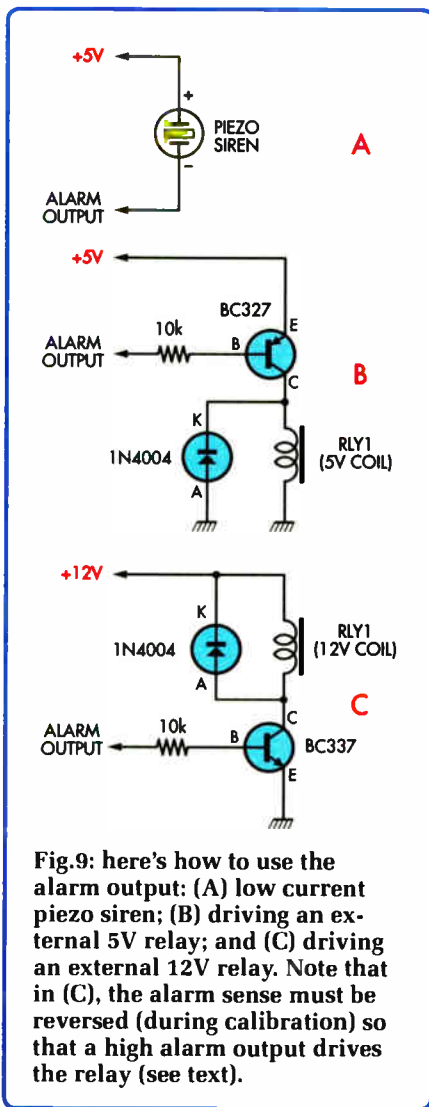 +5V
+
PIEZO
SIREN
A
−
ALARM
OUTPUT
+5V
BC327
10k
E
ALARM
OUTPUT
B
C
B
K
1N4004
A
RLY1
(5V COIL)
+12V
K
1N4004
A
RLY1
(12V COIL)
C
C
ALARM
OUTPUT
10k
B
BC337
E
Fig.9: here's how to use the
alarm output: (A) low current
piezo siren; (B) driving an ex-
ternal 5V relay; and (C) driving
an external 12V relay. Note that
in (C), the alarm sense must be
reversed (during calibration) so
that a high alarm output drives
the relay (see text).